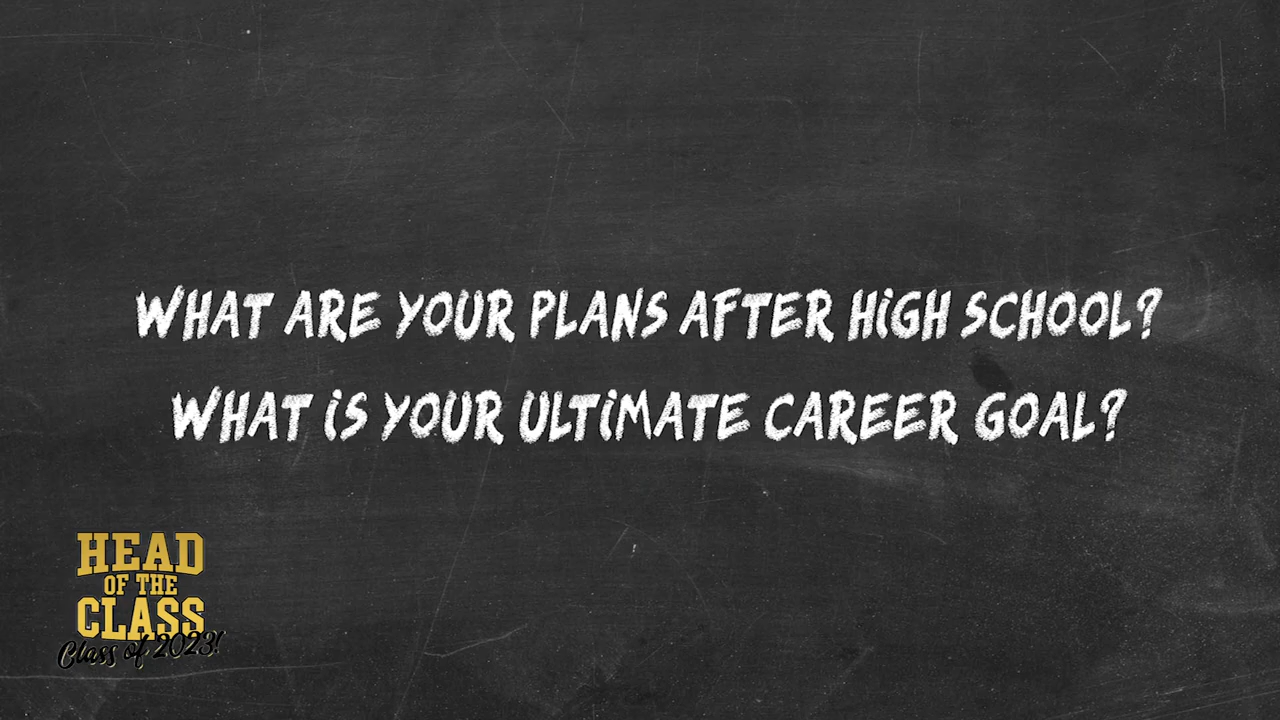 WHAT ARE YOUR PLANS AFTER HiGH SCHOOL?
WHAT iS YOUR ULTiMATE CAREER GOAL?
HEAD
OF THE
CLASS
Class of 2023!